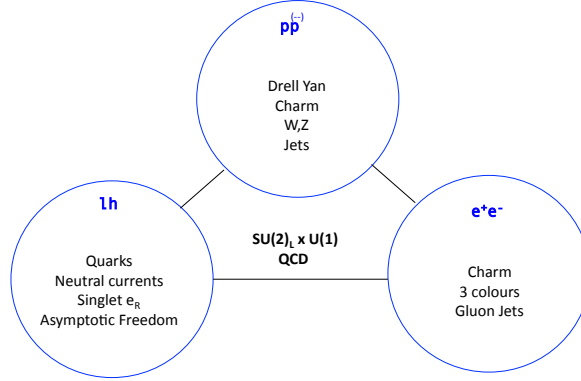 (--)
pp
Drell Yan
Charm
W,Z
Jets
lh
Quarks
Neutral currents
Singlet eR
Asymptotic Freedom
SU(2)L x U(1)
QCD
e+e-
Charm
3 colours
Gluon Jets